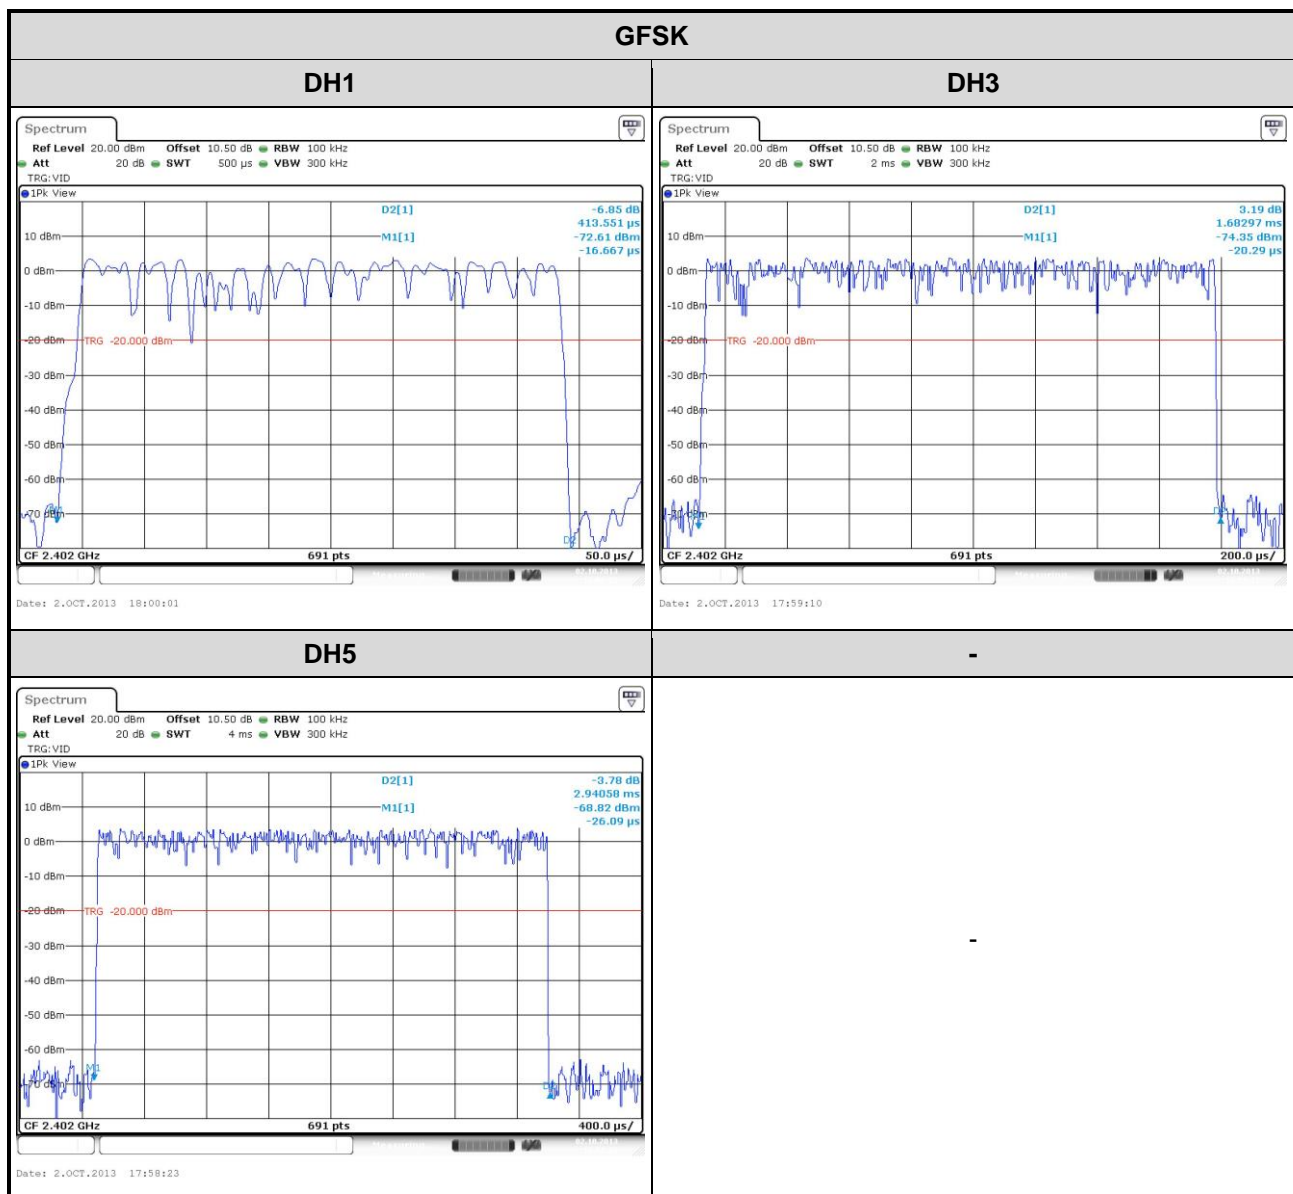 GFSK
DH1
DH3
Spectrum
Ref Level 20.00 dBm Offset 10.50 dB RBW 100 kHz
Att 20 dB SWT 500 µs VBW 300 kHz
TRG:VID
1Pk View
D2[1] -6.85 dB
413.551 µs
M1[1] -72.61 dBm
-16.667 µs
10 dBm
0 dBm
-10 dBm
-20 dBm
TRG -20.000 dBm
-30 dBm
-40 dBm
-50 dBm
-60 dBm
-70 dBm
D2
CF 2.402 GHz 691 pts 50.0 µs/
Date: 2.OCT.2013 18:00:01
Spectrum
Ref Level 20.00 dBm Offset 10.50 dB RBW 100 kHz
Att 20 dB SWT 2 ms VBW 300 kHz
TRG:VID
1Pk View
D2[1] 3.19 dB
1.68297 ms
M1[1] -74.35 dBm
-20.29 µs
10 dBm
0 dBm
-10 dBm
-20 dBm
TRG -20.000 dBm
-30 dBm
-40 dBm
-50 dBm
-60 dBm
-70 dBm
CF 2.402 GHz 691 pts 200.0 µs/
Date: 2.OCT.2013 17:59:10
DH5
-
Spectrum
Ref Level 20.00 dBm Offset 10.50 dB RBW 100 kHz
Att 20 dB SWT 4 ms VBW 300 kHz
TRG:VID
1Pk View
D2[1] -3.78 dB
2.94058 ms
M1[1] -68.82 dBm
-26.09 µs
10 dBm
0 dBm
-10 dBm
-20 dBm
TRG -20.000 dBm
-30 dBm
-40 dBm
-50 dBm
-60 dBm
M1
-70 dBm
CF 2.402 GHz 691 pts 400.0 µs/
Date: 2.OCT.2013 17:58:23
-